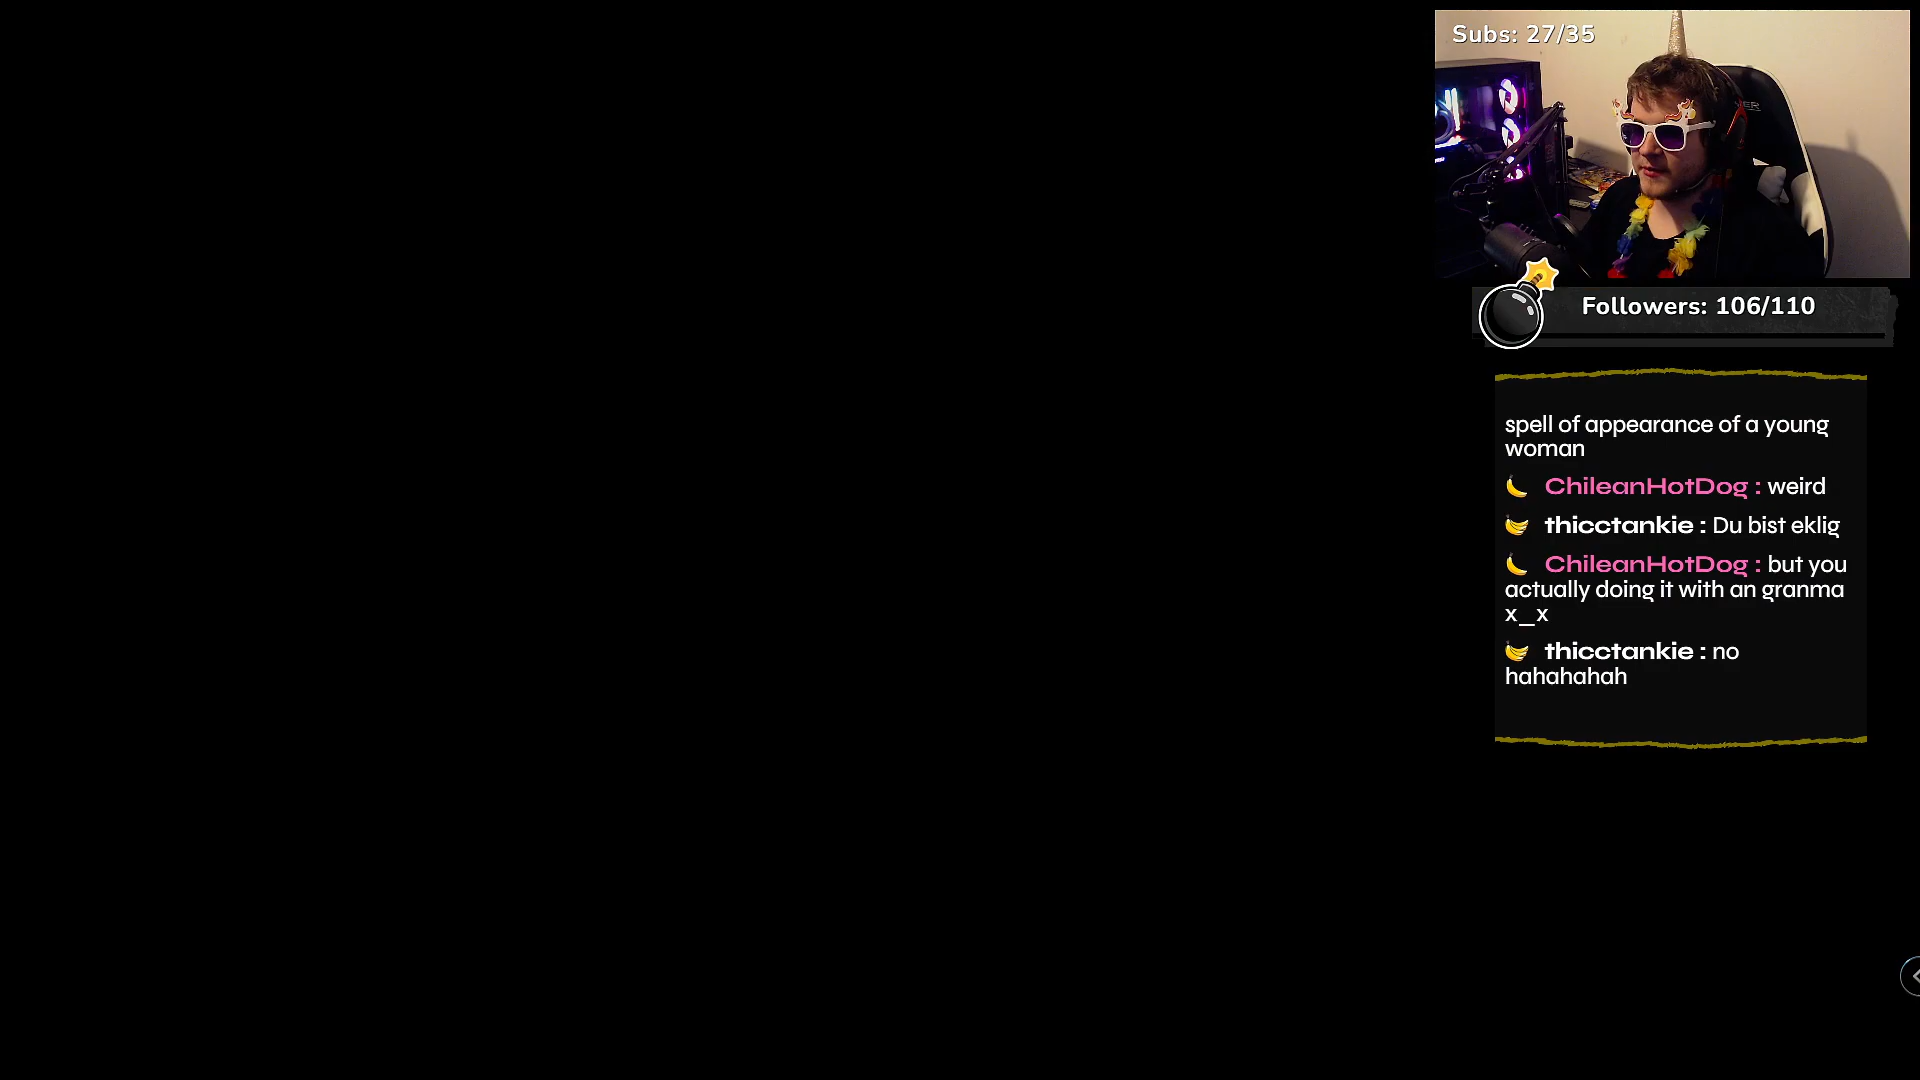 Subs: 27/35
Followers: 106/110
spell of appearance of a young
woman
ChileanHotDog : weird
thicctankie : Du bist eklig
ChileanHotDog : but you
actually doing it with an granma
x_x
thicctankie : no
hahahahah